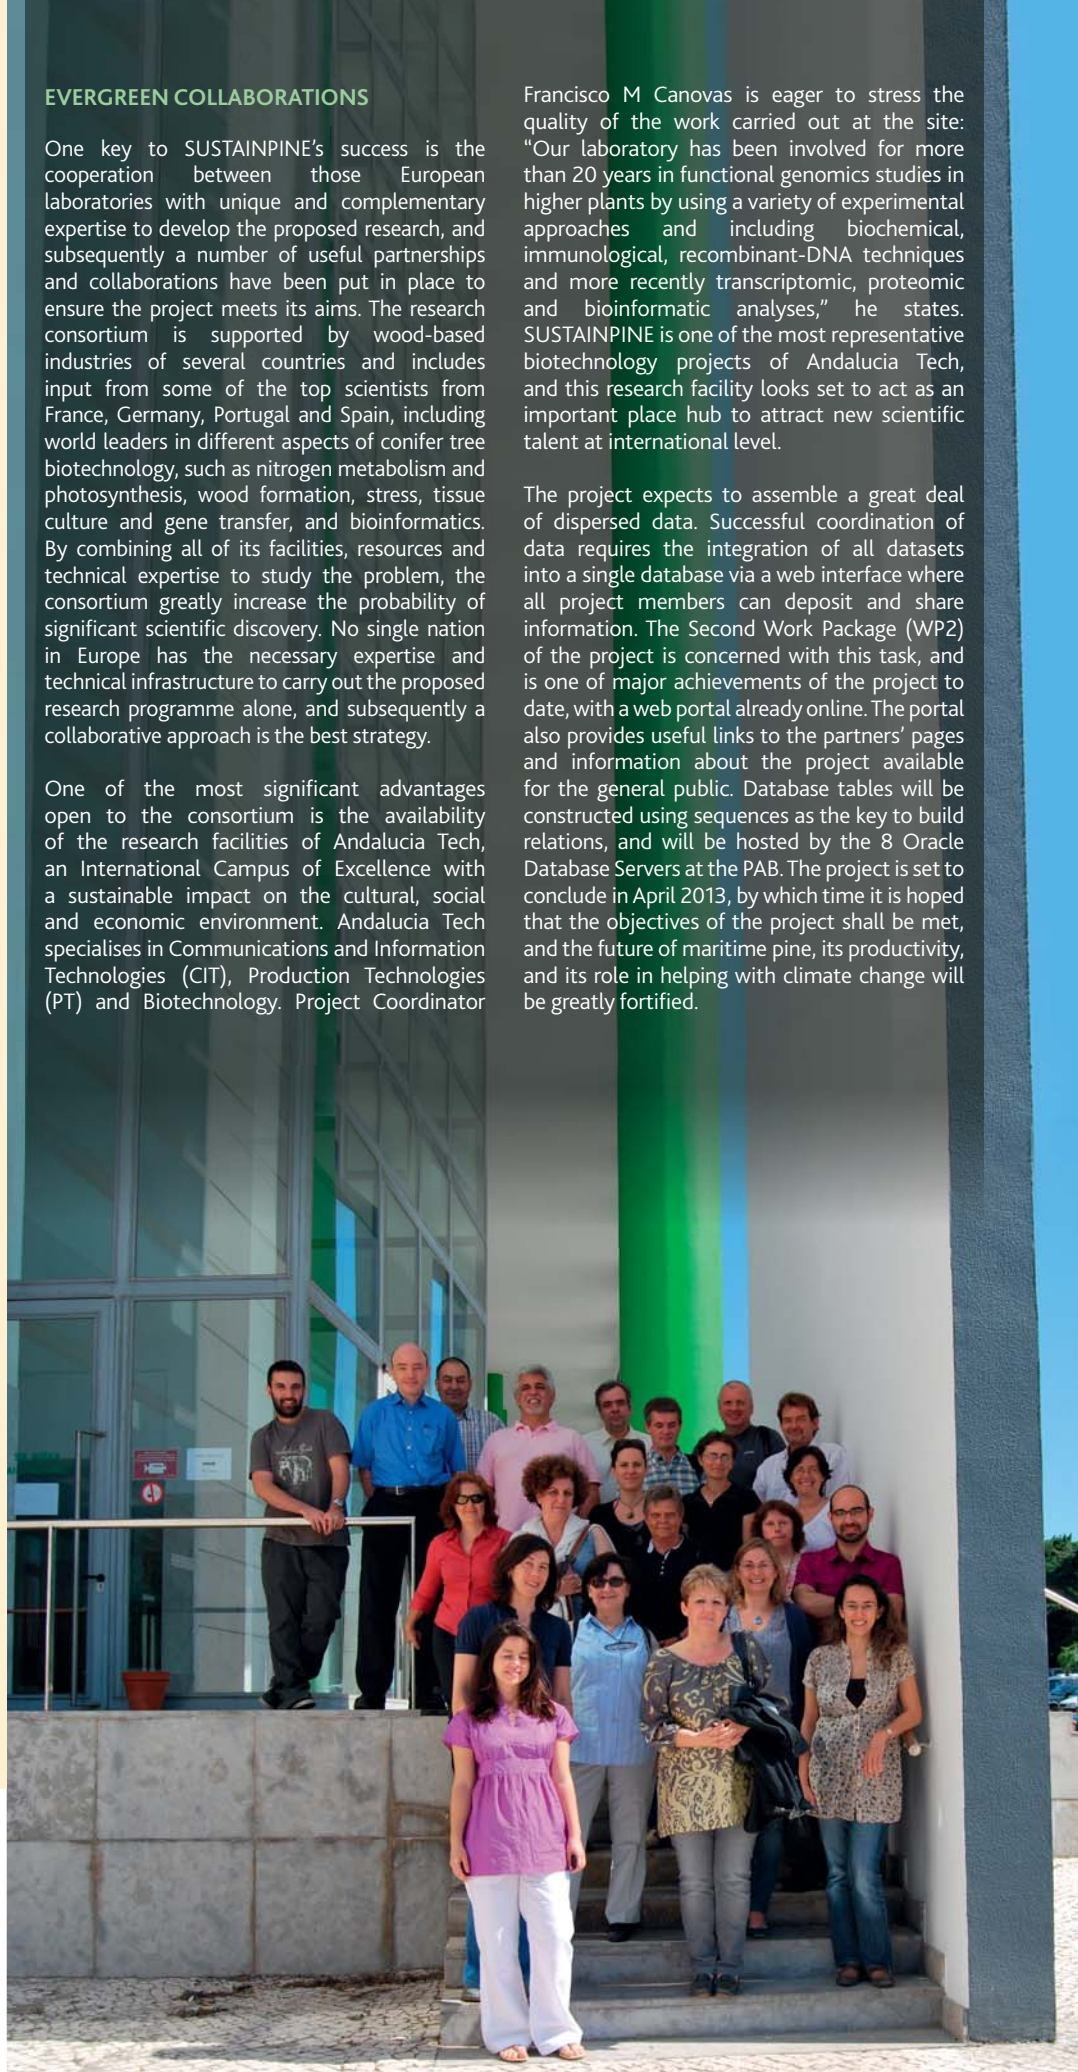 EVERGREEN COLLABORATIONS
One key to SUSTAINPINE's success is the
cooperation between those European
laboratories with unique and complementary
expertise to develop the proposed research, and
subsequently a number of useful partnerships
and collaborations have been put in place to
ensure the project meets its aims. The research
consortium is supported by wood-based
industries of several countries and includes
input from some of the top scientists from
France, Germany, Portugal and Spain, including
world leaders in different aspects of conifer tree
biotechnology, such as nitrogen metabolism and
photosynthesis, wood formation, stress, tissue
culture and gene transfer, and bioinformatics.
By combining all of its facilities, resources and
technical expertise to study the problem, the
consortium greatly increase the probability of
significant scientific discovery. No single nation
in Europe has the necessary expertise and
technical infrastructure to carry out the proposed
research programme alone, and subsequently a
collaborative approach is the best strategy.
One of the most significant advantages
open to the consortium is the availability
of the research facilities of Andalucia Tech,
an International Campus of Excellence with
a sustainable impact on the cultural, social
and economic environment. Andalucia Tech
specialises in Communications and Information
Technologies (CIT), Production Technologies
(PT) and Biotechnology. Project Coordinator
Francisco M Canovas is eager to stress the
quality of the work carried out at the site:
“Our laboratory has been involved for more
than 20 years in functional genomics studies in
higher plants by using a variety of experimental
approaches and including biochemical,
immunological, recombinant-DNA techniques
and more recently transcriptomic, proteomic
and bioinformatic analyses,” he states.
SUSTAINPINE is one of the most representative
biotechnology projects of Andalucia Tech,
and this research facility looks set to act as an
important place hub to attract new scientific
talent at international level.
The project expects to assemble a great deal
of dispersed data. Successful coordination of
data requires the integration of all datasets
into a single database via a web interface where
all project members can deposit and share
information. The Second Work Package (WP2)
of the project is concerned with this task, and
is one of major achievements of the project to
date, with a web portal already online. The portal
also provides useful links to the partners' pages
and information about the project available
for the general public. Database tables will be
constructed using sequences as the key to build
relations, and will be hosted by the 8 Oracle
Database Servers at the PAB. The project is set to
conclude in April 2013, by which time it is hoped
that the objectives of the project shall be met,
and the future of maritime pine, its productivity,
and its role in helping with climate change will
be greatly fortified.